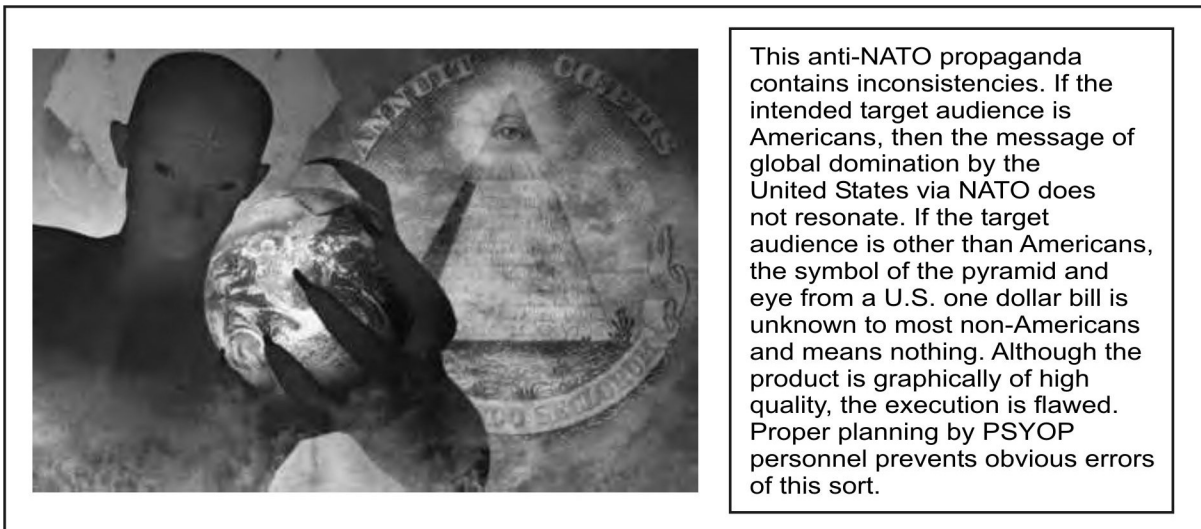 ANNUIT COEPTIS
SECLORUM
This anti-NATO propaganda
contains inconsistencies. If the
intended target audience is
Americans, then the message of
global domination by the
United States via NATO does
not resonate. If the target
audience is other than Americans,
the symbol of the pyramid and
eye from a U.S. one dollar bill is
unknown to most non-Americans
and means nothing. Although the
product is graphically of high
quality, the execution is flawed.
Proper planning by PSYOP
personnel prevents obvious errors
of this sort.